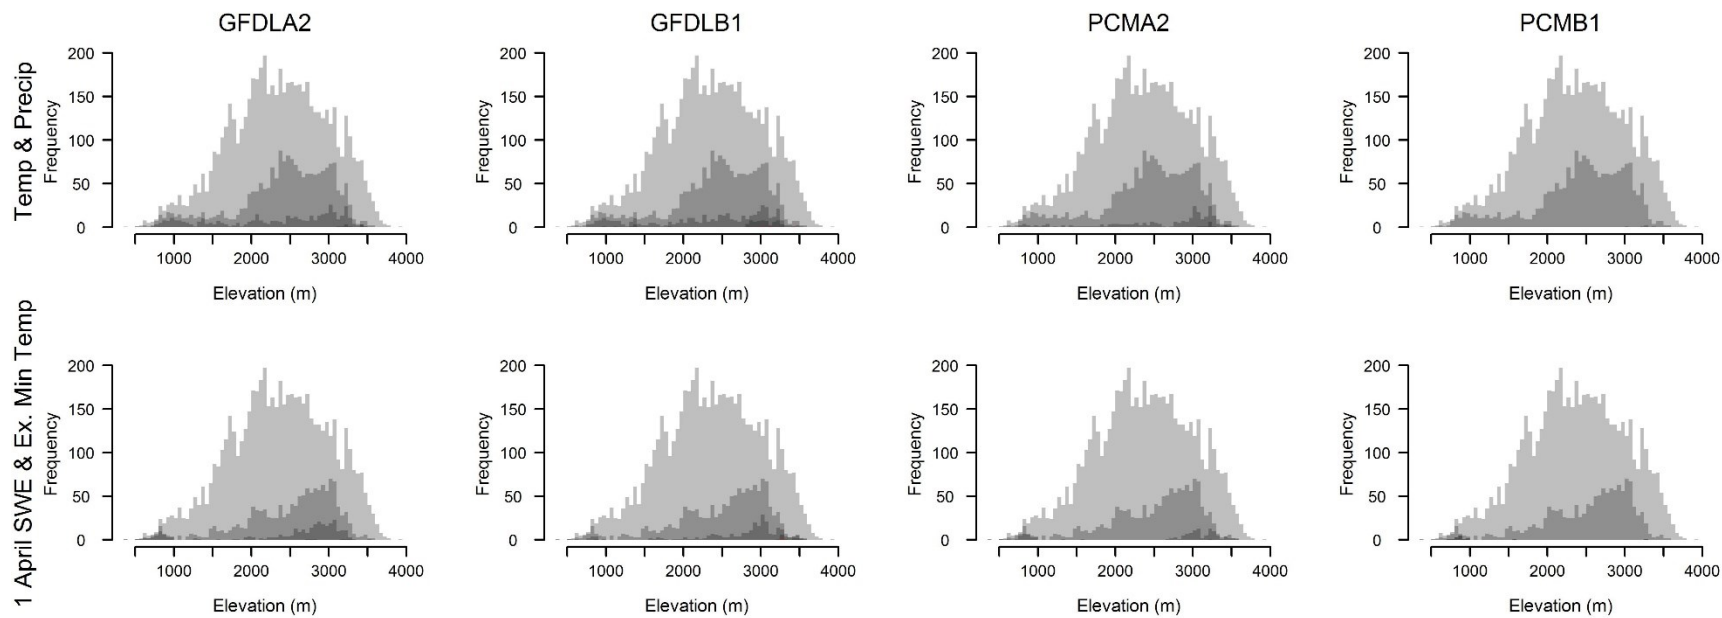 GFDLA2 GFDLB1 PCMA2 PCMB1
Temp & Precip
Frequency Frequency Frequency Frequency
200 200 200 200
150 150 150 150
100 100 100 100
50 50 50 50
0 0 0 0
1000 2000 3000 4000 1000 2000 3000 4000 1000 2000 3000 4000 1000 2000 3000 4000
Elevation (m) Elevation (m) Elevation (m) Elevation (m)
1 April SWE & Ex. Min Temp
Frequency Frequency Frequency Frequency
200 200 200 200
150 150 150 150
100 100 100 100
50 50 50 50
0 0 0 0
1000 2000 3000 4000 1000 2000 3000 4000 1000 2000 3000 4000 1000 2000 3000 4000
Elevation (m) Elevation (m) Elevation (m) Elevation (m)